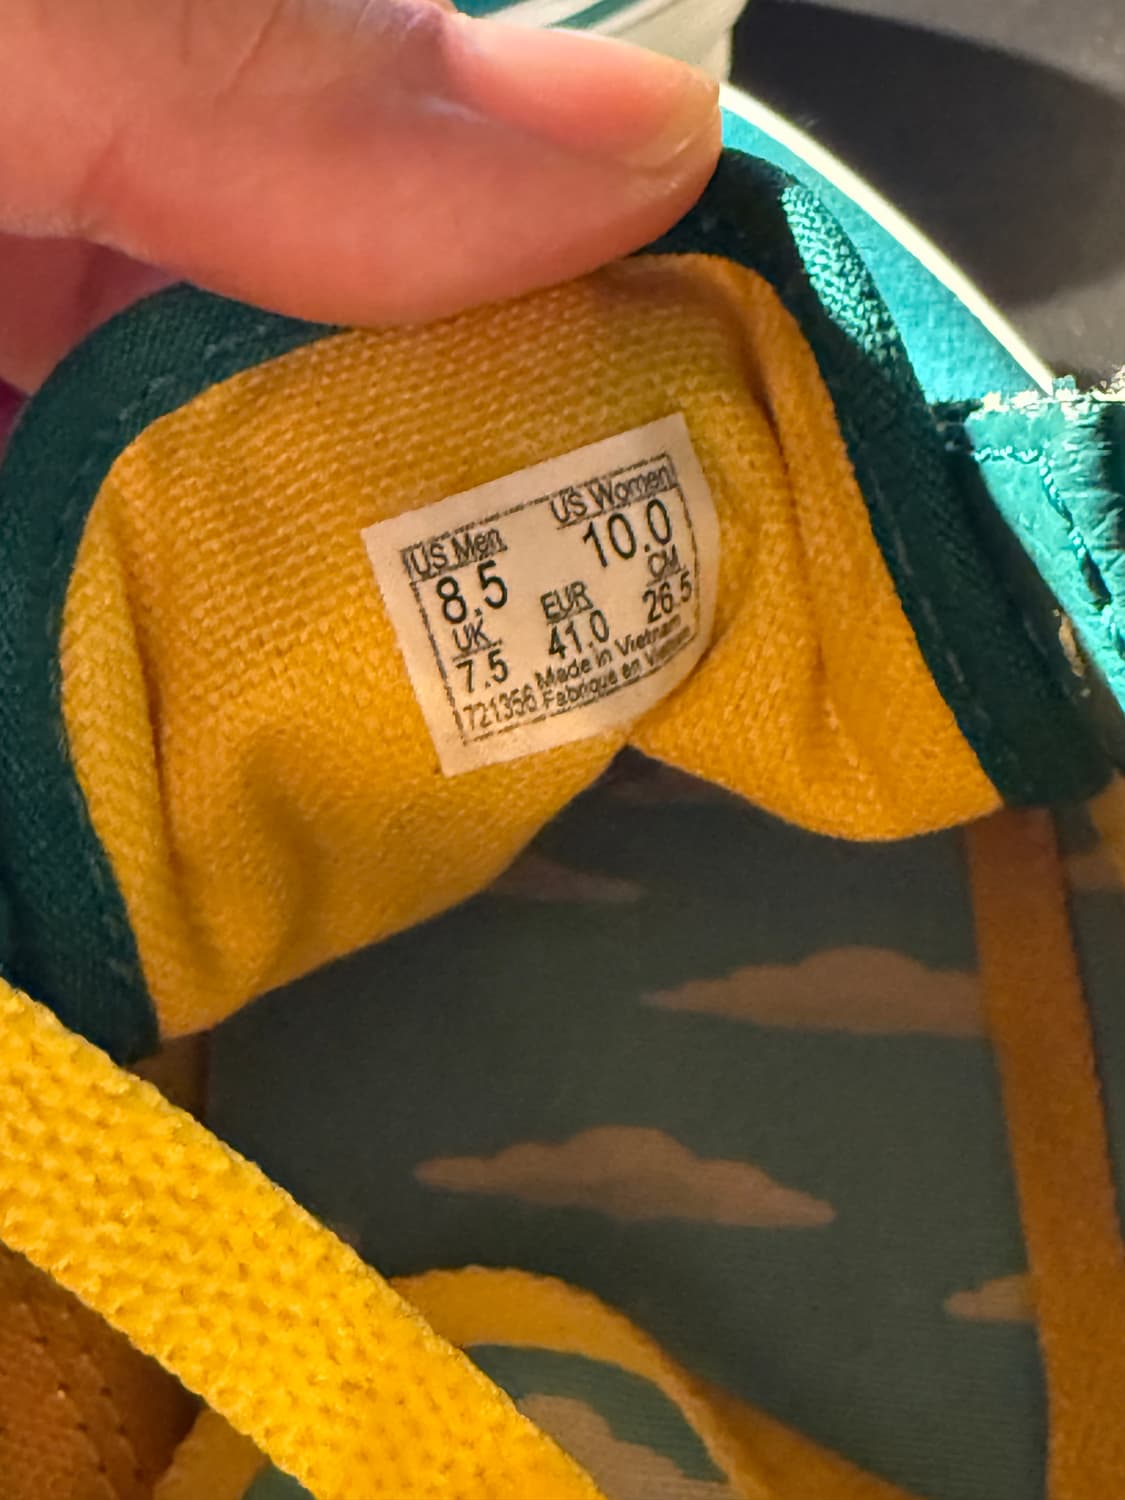 US Men US Women
8.5 10.0
UK EUR CM
7.5 41.0 26.5
Made in Vietnam
721356 Fabriqué en Vietnam